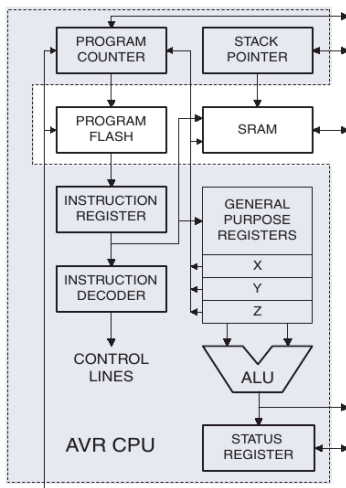 PROGRAM
COUNTER
STACK
POINTER
PROGRAM
FLASH
SRAM
INSTRUCTION
REGISTER
GENERAL
PURPOSE
REGISTERS
X
INSTRUCTION
DECODER
Y
Z
CONTROL
LINES
ALU
AVR CPU
STATUS
REGISTER